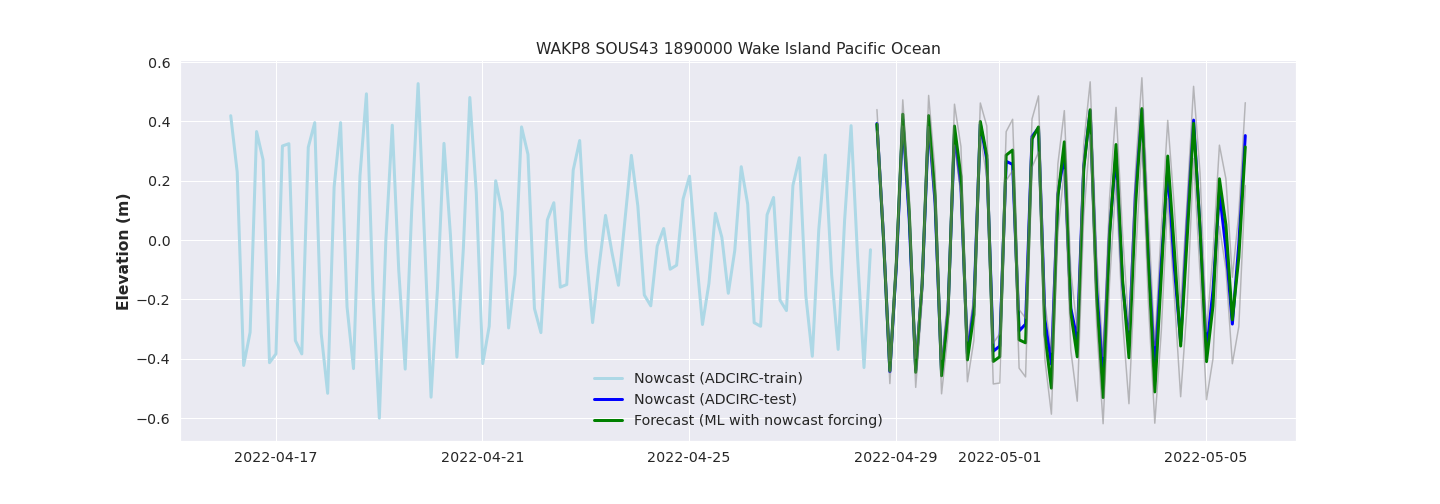 WAKP8 SOUS43 1890000 Wake Island Pacific Ocean
Elevation (m)
0.6
0.4
0.2
0.0
−0.2
−0.4
−0.6
Nowcast (ADCIRC-train)
Nowcast (ADCIRC-test)
Forecast (ML with nowcast forcing)
2022-04-17 2022-04-21 2022-04-25 2022-04-29 2022-05-01 2022-05-05